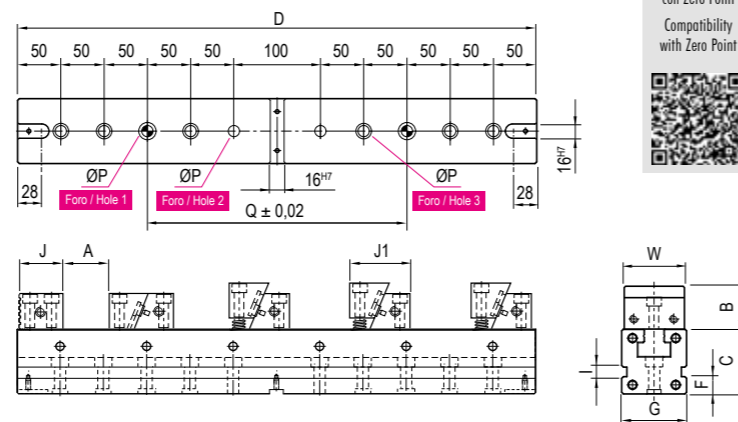 con Zero Point
Compatibility
with Zero Point
D
50 50 50 50 50 100 50 50 50 50 50
28
ØP
Foro / Hole 1
ØP
Foro / Hole 2
16H7
ØP
Foro / Hole 3
28
16H7
Q ± 0,02
J A J1
W
B
C
I
F
G